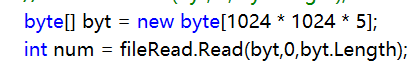 byte[] byt = new byte[1024 * 1024 * 5];
int num = fileRead.Read(byt,0,byt.Length);